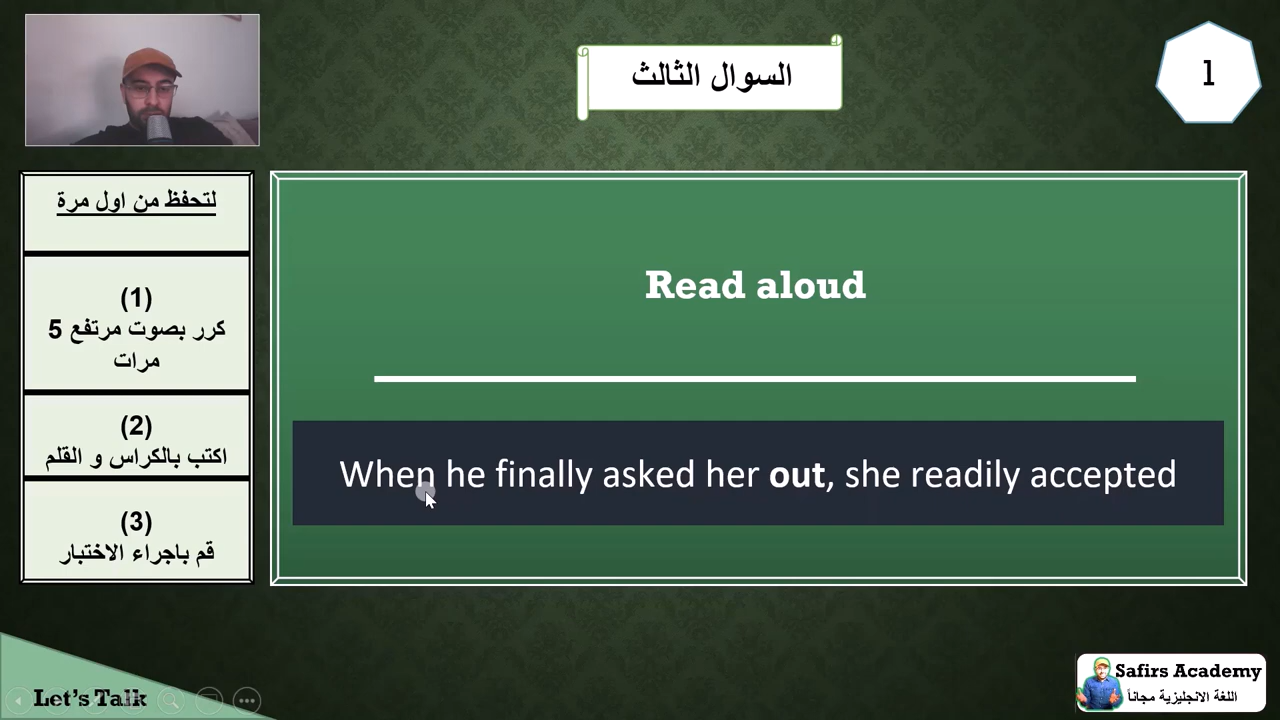 السوال الثالث
1
لتحفظ من اول مرة
(1)
كرر بصوت مرتفع 5
مرات
(2)
اكتب بالكراس و القلم
(3)
قم باجراء الاختبار
Read aloud
When he finally asked her out, she readily accepted
Let's Talk
Safirs Academy
اللغة الانجليزية مجاناً